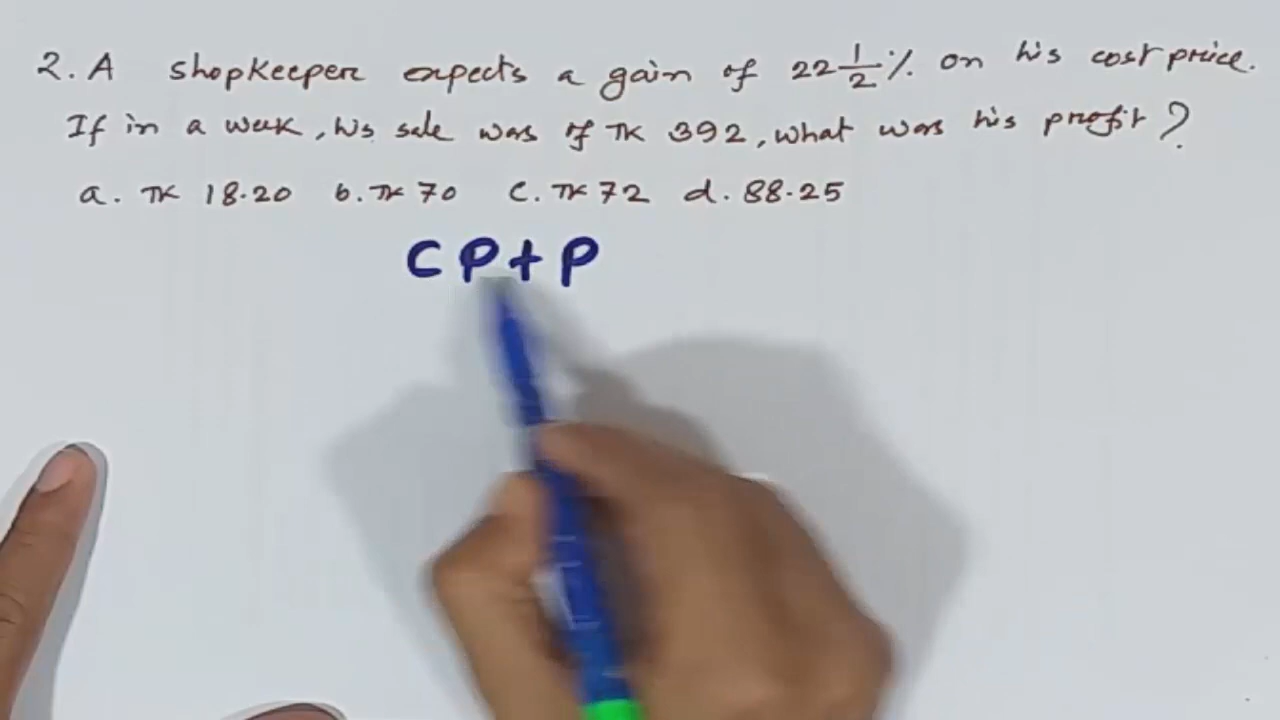 2. A shopkeeper expects a gain of 22 1/2 % on his cost price.
If in a week, his sale was of TK 392, what was his profit?
a. TK 18.20 b. TK 70 c. TK 72 d. 88.25
CP+P